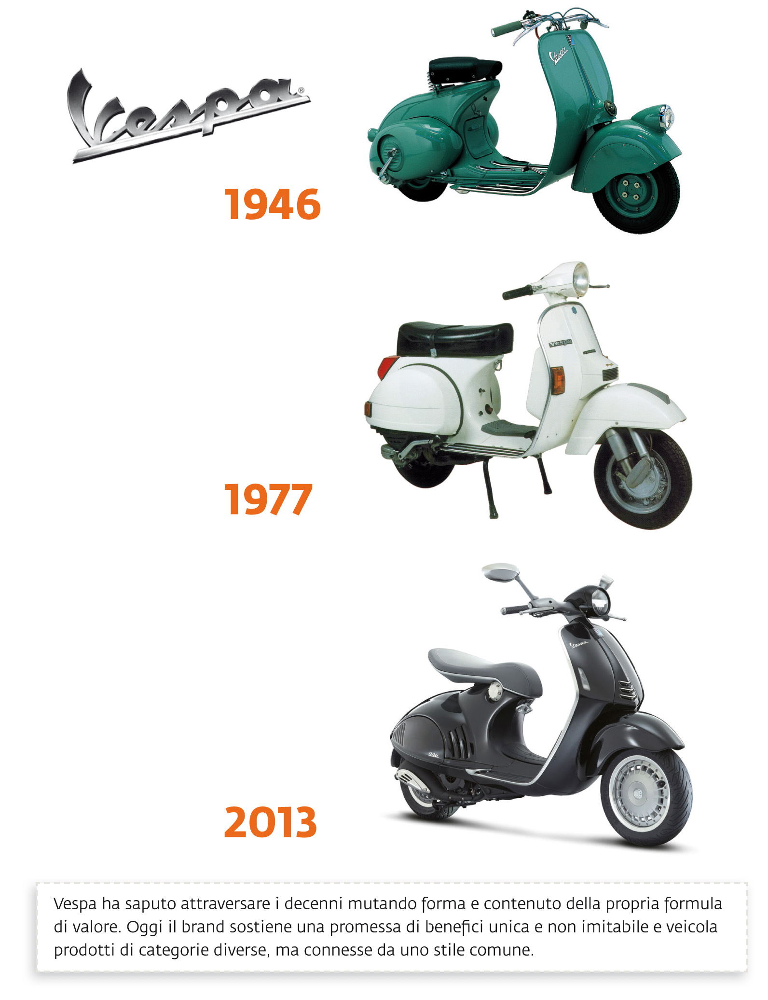 Vespa®
Vespa
1946
vespa
1977
Vespa
946
2013
Vespa ha saputo attraversare i decenni mutando forma e contenuto della propria formula
di valore. Oggi il brand sostiene una promessa di benefici unica e non imitabile e veicola
prodotti di categorie diverse, ma connesse da uno stile comune.